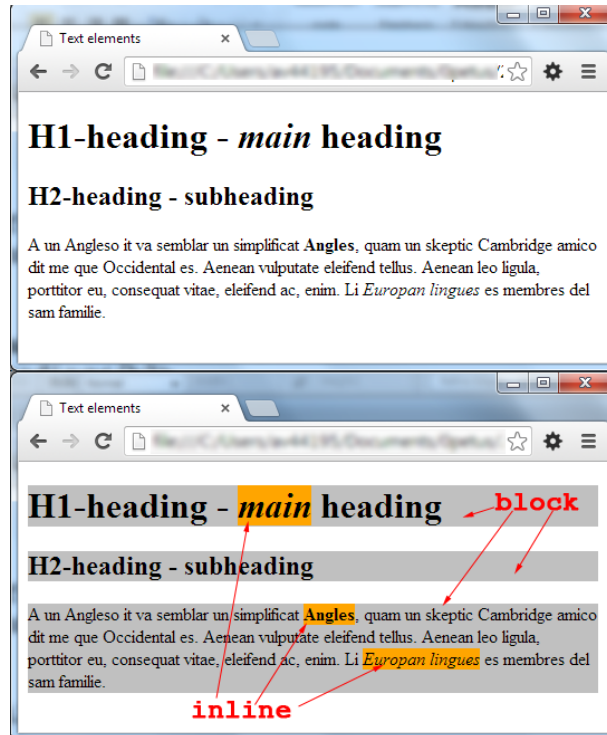 Text elements
H1-heading - main heading
H2-heading - subheading
A un Angleso it va semblar un simplificat Angles, quam un skeptic Cambridge amico
dit me que Occidental es. Aenean vulputate eleifend tellus. Aenean leo ligula,
porttitor eu, consequat vitae, eleifend ac, enim. Li Europan lingues es membres del
sam familie.
Text elements
H1-heading - main heading
block
H2-heading - subheading
A un Angleso it va semblar un simplificat Angles, quam un skeptic Cambridge amico
dit me que Occidental es. Aenean vulputate eleifend tellus. Aenean leo ligula,
porttitor eu, consequat vitae, eleifend ac, enim. Li Europan lingues es membres del
sam familie.
inline